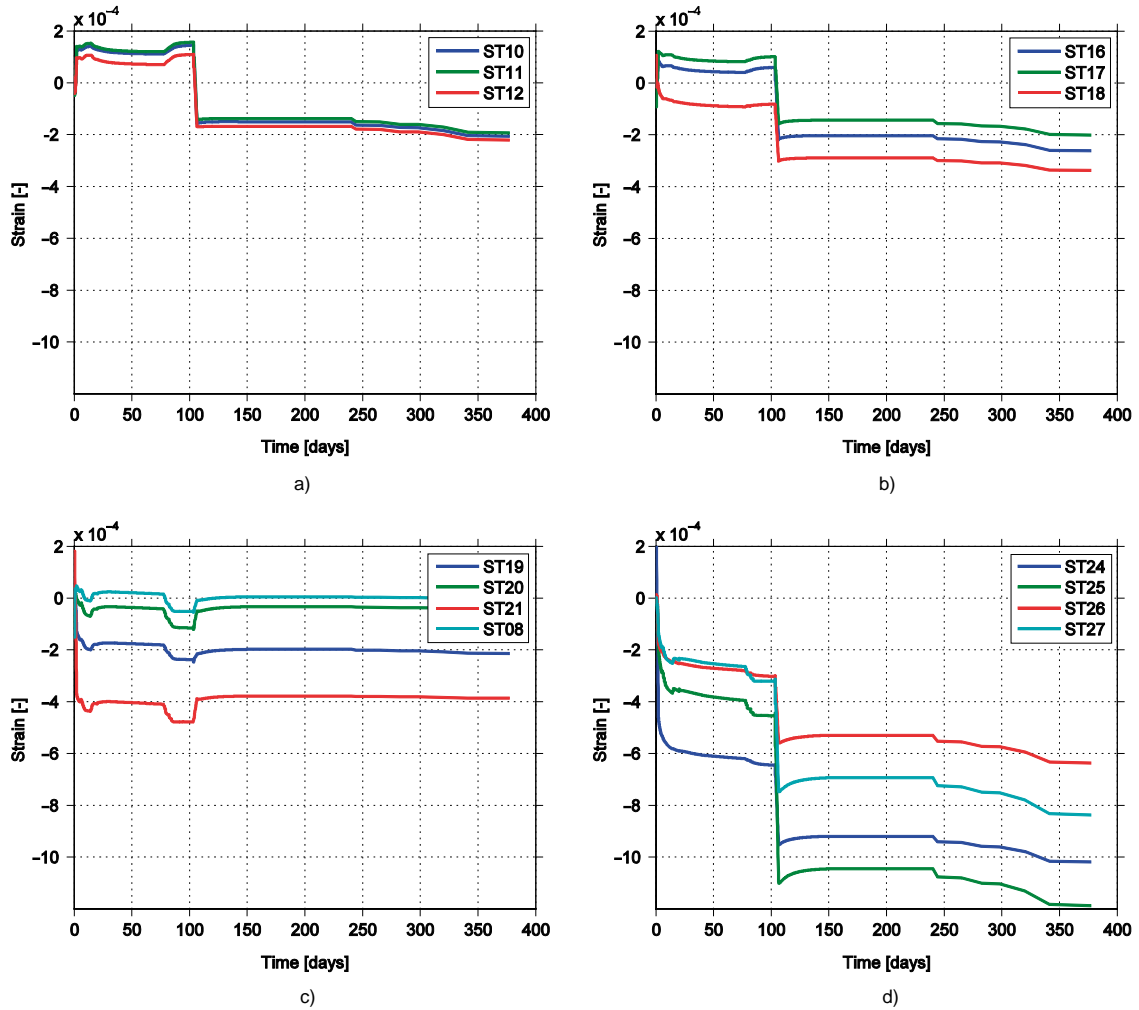 x 10⁻⁴
2
0
−2
−4
−6
−8
−10
Strain [-]
ST10
ST11
ST12
0 50 100 150 200 250 300 350 400
Time [days]
a)
x 10⁻⁴
2
0
−2
−4
−6
−8
−10
Strain [-]
ST16
ST17
ST18
0 50 100 150 200 250 300 350 400
Time [days]
b)
x 10⁻⁴
2
0
−2
−4
−6
−8
−10
Strain [-]
ST19
ST20
ST21
ST08
0 50 100 150 200 250 300 350 400
Time [days]
c)
x 10⁻⁴
2
0
−2
−4
−6
−8
−10
Strain [-]
ST24
ST25
ST26
ST27
0 50 100 150 200 250 300 350 400
Time [days]
d)